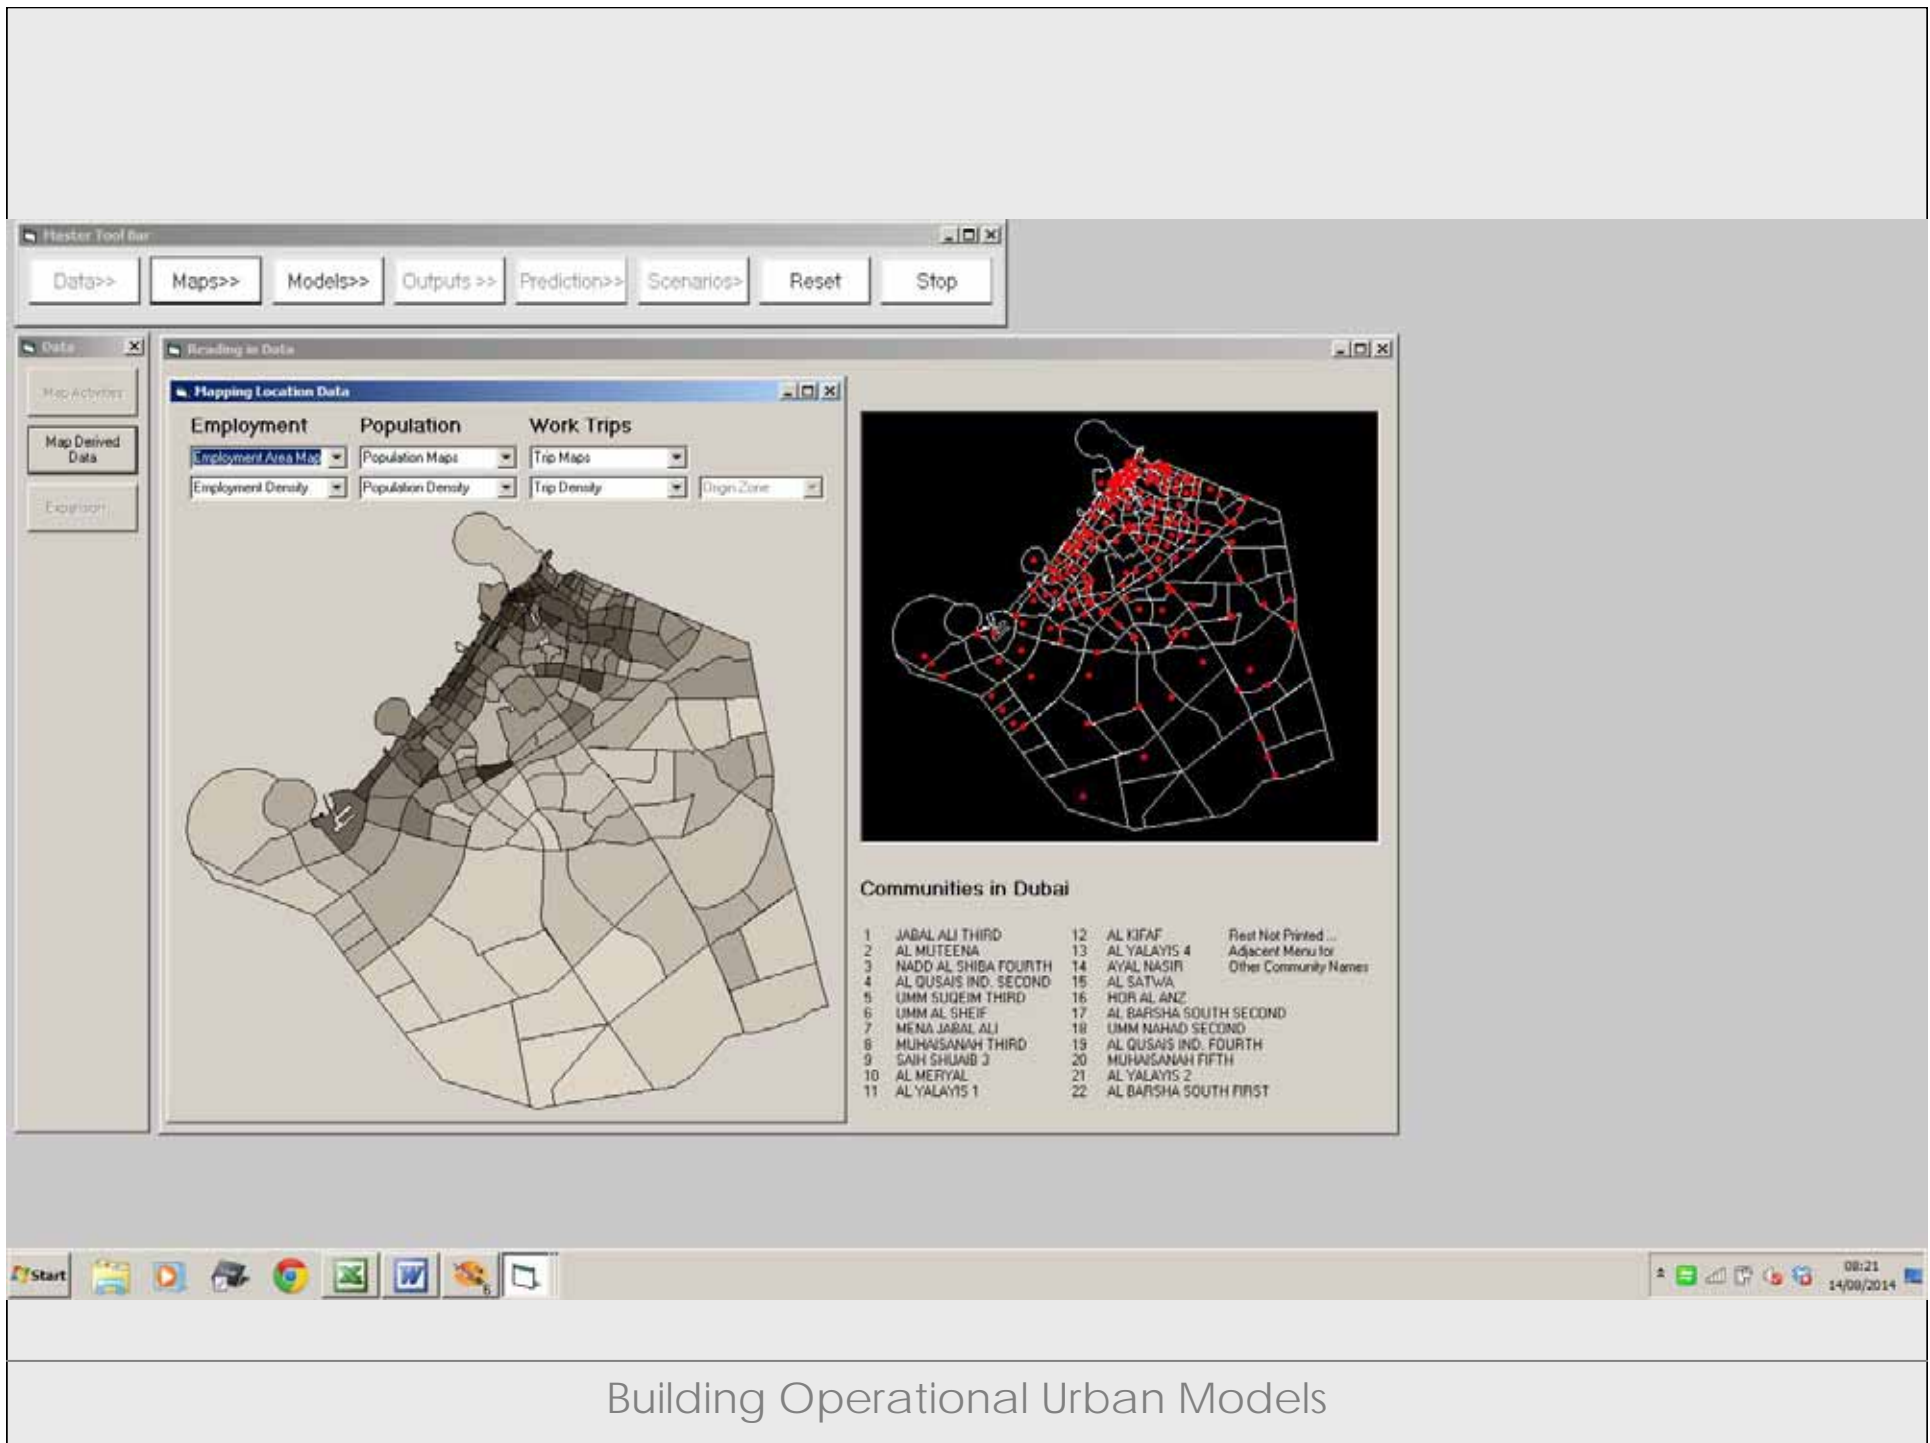 Master Tool Bar
Data>>
Maps>>
Models>>
Outputs >>
Prediction>>
Scenarios>
Reset
Stop
Data
Map Activities
Map Derived
Data
Reading in Data
Mapping Location Data
Employment
Population
Work Trips
Employment Area Map
Population Maps
Trip Maps
Employment Density
Population Density
Trip Density
Origin Zone
Communities in Dubai
1 JABAL ALI THIRD
2 AL MUTEENA
3 NADD AL SHIBA FOURTH
4 AL QUSAIS IND. SECOND
5 UMM SUQEIM THIRD
6 UMM AL SHEIF
7 MENA JABAL ALI
8 MUHAISANAH THIRD
9 SAIH SHUAIB 3
10 AL MERYAL
11 AL YALAYIS 1
12 AL KIFAF
13 AL YALAYIS 4
14 AYAL NASIR
15 AL SATWA
16 HOR AL ANZ
17 AL BARSHA SOUTH SECOND
18 UMM NAHAD SECOND
19 AL QUSAIS IND. FOURTH
20 MUHAISANAH FIFTH
21 AL YALAYIS 2
22 AL BARSHA SOUTH FIRST
Rest Not Printed ...
Adjacent Menu for
Other Community Names
Start
6
08:21
14/08/2014
Building Operational Urban Models